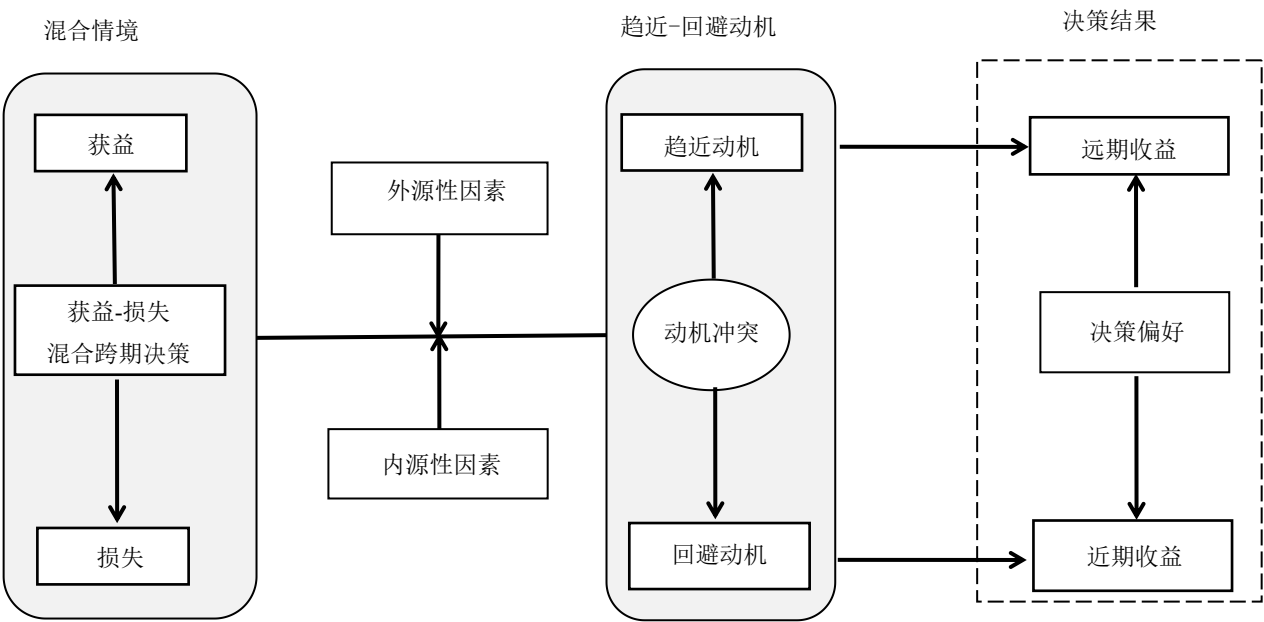 混合情境
趋近-回避动机
决策结果
获益
外源性因素
趋近动机
远期收益
获益-损失
混合跨期决策
动机冲突
决策偏好
内源性因素
损失
回避动机
近期收益